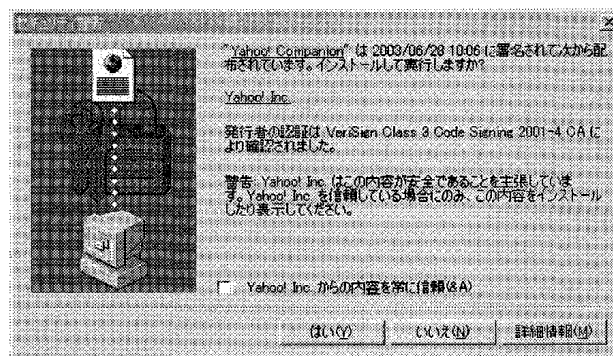 "Yahoo! Companion" は 2003/06/28 10:06 に署名されて次から配
布されています。インストールして実行しますか?
Yahoo! Inc.
発行者の認証は VeriSign Class 3 Code Signing 2001-4 CA に
より確認されました。
警告: Yahoo! Inc. はこの内容が安全であることを主張していま
す。Yahoo! Inc. を信頼している場合にのみ、この内容をインストール
したり表示してください。
Yahoo! Inc. からの内容を常に信頼(&A)
はい(Y) いいえ(N) 詳細情報(M)